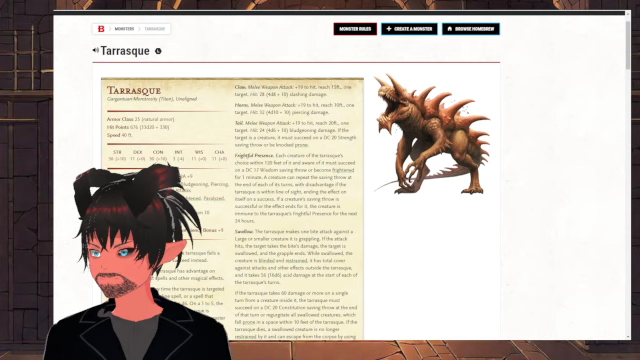 MONSTERS
TARRASQUE
MONSTER RULES
CREATE A MONSTER
BROWSE HOMEBREW
Tarrasque
TARRASQUE
Gargantuan Monstrosity (Titan), Unaligned
Armor Class 25 (natural armor)
Hit Points 676 (33d20 + 330)
Speed 40 ft.
STR DEX CON INT WIS CHA
Claw. Melee Weapon Attack: +19 to hit, reach 15ft., one
target. Hit: 28 (4d8 + 10) slashing damage.
Horns. Melee Weapon Attack: +19 to hit, reach 10ft., one
target. Hit: 32 (4d10 + 10) piercing damage.
Tail. Melee Weapon Attack: +19 to hit, reach 20ft., one
target. Hit: 24 (4d6 + 10) bludgeoning damage. If the
target is a creature, it must succeed on a DC 20 Strength
saving throw or be knocked prone.
Frightful Presence. Each creature of the tarrasque's
choice within 120 feet of it and aware of it must succeed
on a DC 17 Wisdom saving throw or become frightened
for 1 minute. A creature can repeat the saving throw at
the end of each of its turns, with disadvantage if the
tarrasque is within line of sight, ending the effect on
itself on a success. If a creature's saving throw is
successful or the effect ends for it, the creature is
immune to the tarrasque's Frightful Presence for the next
24 hours.
Swallow. The tarrasque makes one bite attack against a
Large or smaller creature it is grappling. If the attack
hits, the target takes the bite's damage, the target is
swallowed, and the grapple ends. While swallowed, the
creature is blinded and restrained, it has total cover
against attacks and other effects outside the tarrasque,
and it takes 56 (16d6) acid damage at the start of each of
the tarrasque's turns.
If the tarrasque takes 60 damage or more on a single
turn from a creature inside it, the tarrasque must
succeed on a DC 20 Constitution saving throw at the end
of that turn or regurgitate all swallowed creatures, which
fall prone in a space within 10 feet of the tarrasque. If the
tarrasque dies, a swallowed creature is no longer
restrained by it and can escape from the corpse by using